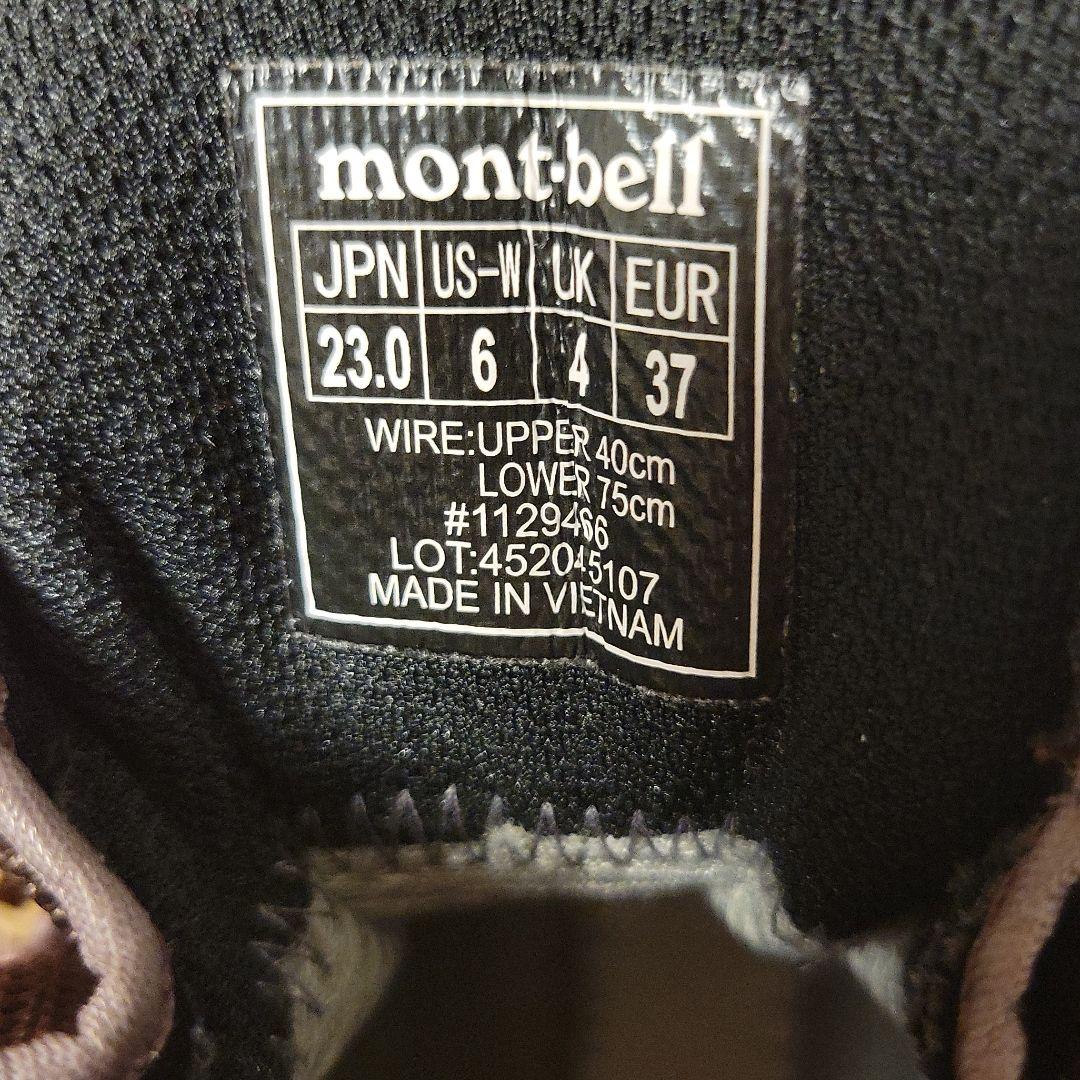 mont-bell
JPN US-W UK EUR
23.0 6 4 37
WIRE:UPPER 40cm
LOWER 75cm
#1129466
LOT:452045107
MADE IN VIETNAM